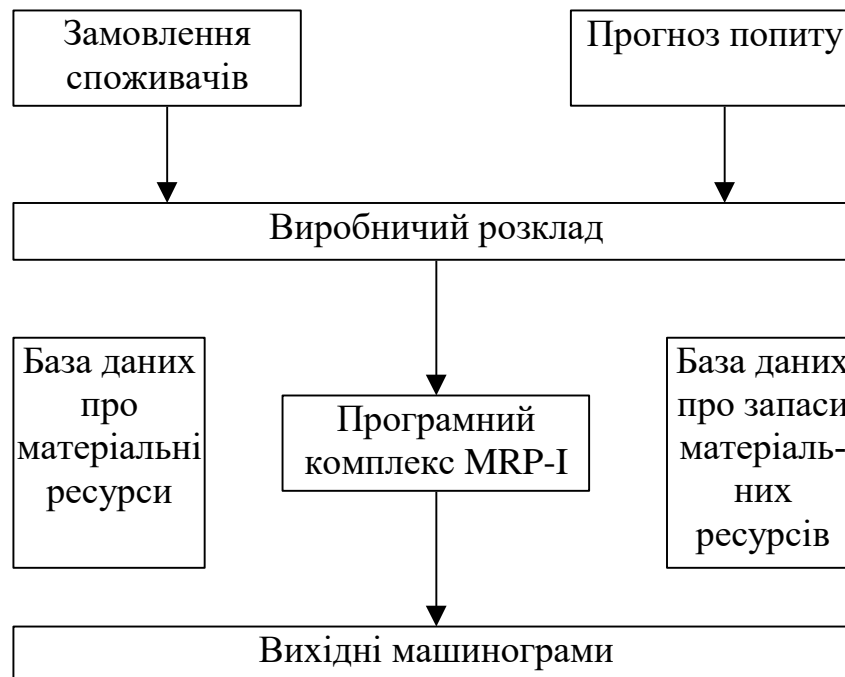 Замовлення
споживачів
Прогноз попиту
Виробничий розклад
База даних
про
матеріальні
ресурси
Програмний
комплекс MRP-I
База даних
про запаси
матеріаль-
них
ресурсів
Вихідні машинограми